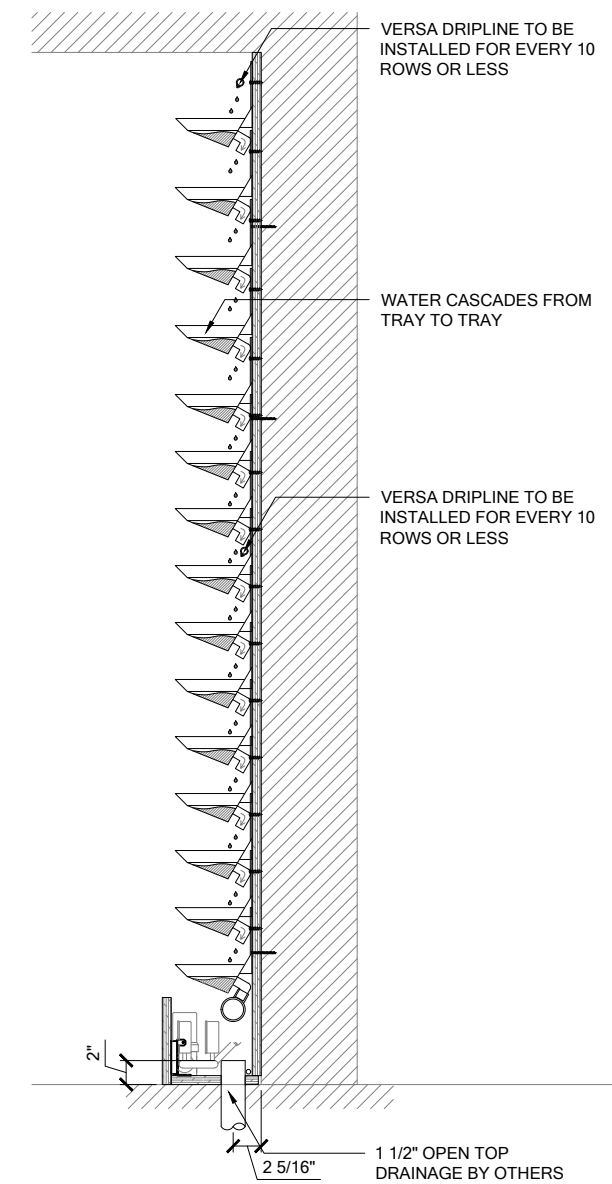 VERSA DRIPLINE TO BE
INSTALLED FOR EVERY 10
ROWS OR LESS
WATER CASCADES FROM
TRAY TO TRAY
VERSA DRIPLINE TO BE
INSTALLED FOR EVERY 10
ROWS OR LESS
2"
2 5/16"
1 1/2" OPEN TOP
DRAINAGE BY OTHERS